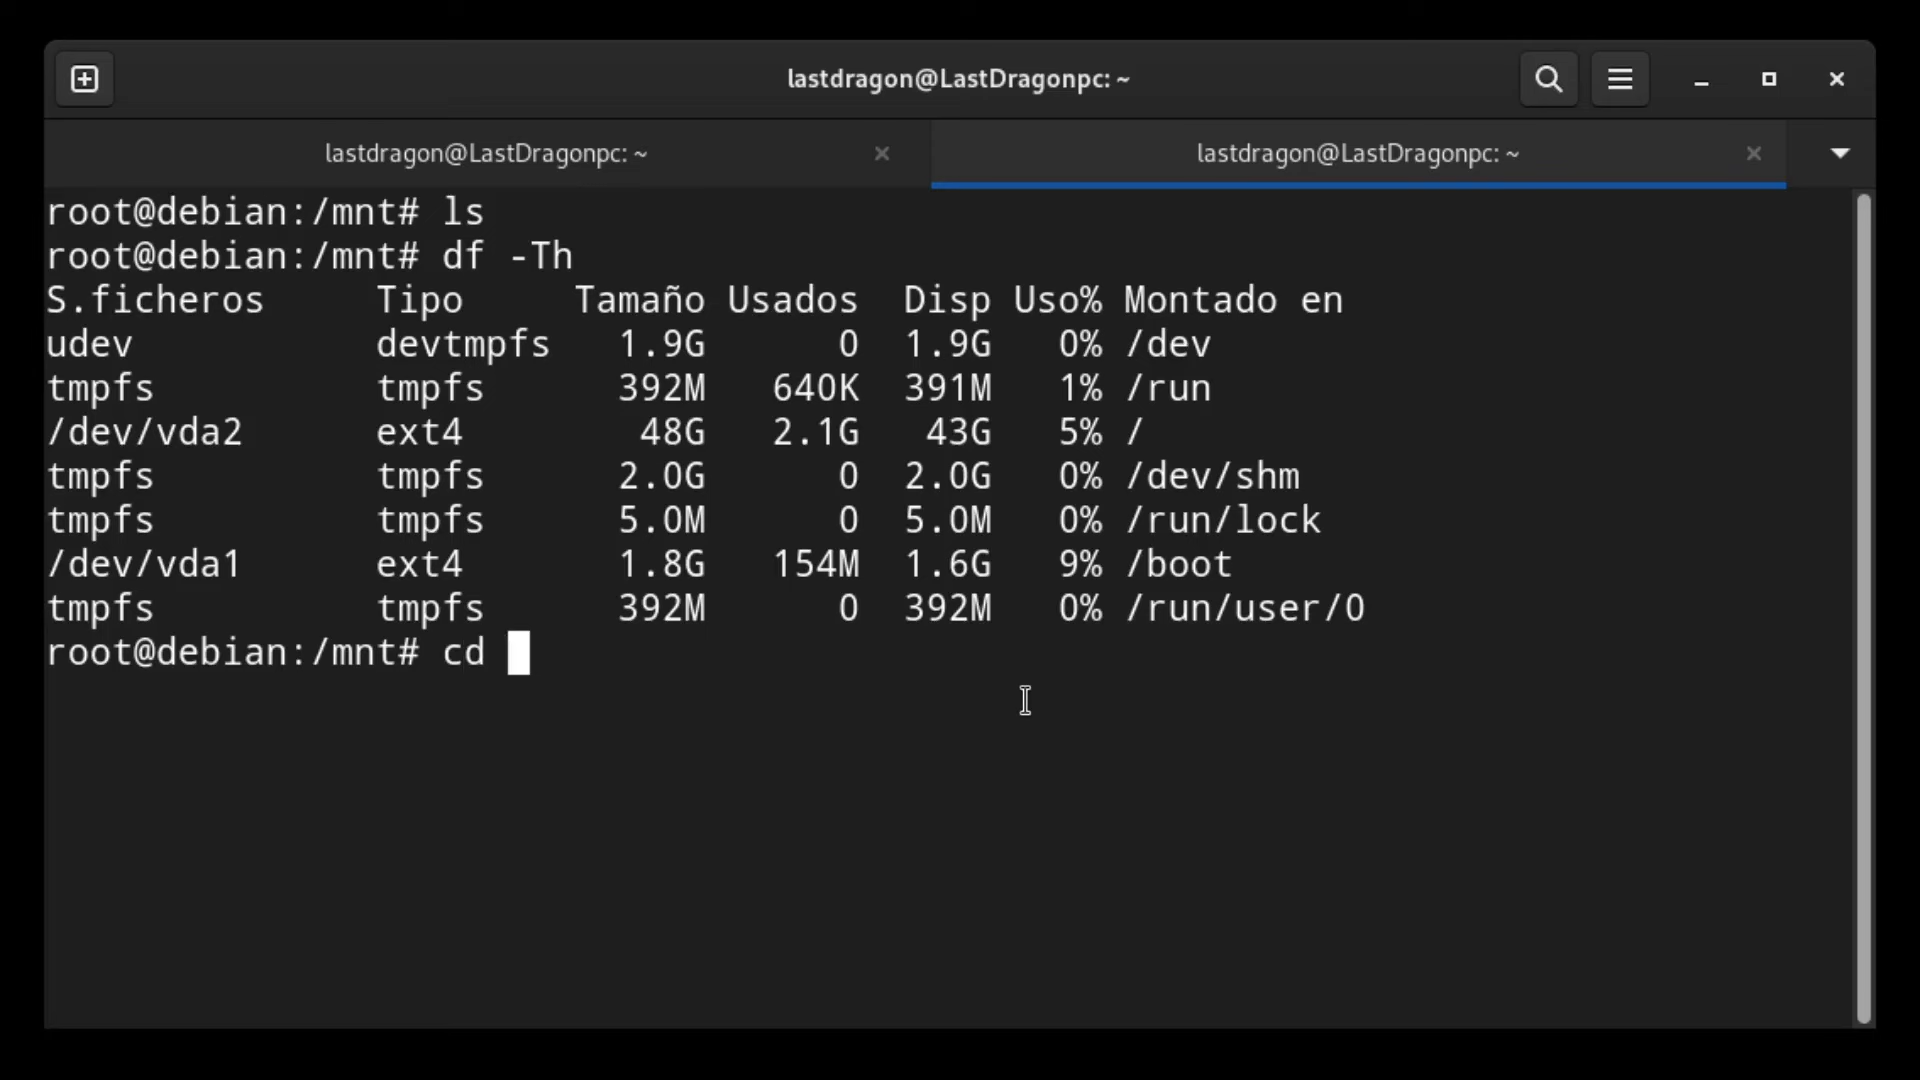 lastdragon@LastDragonpc: ~
lastdragon@LastDragonpc: ~ lastdragon@LastDragonpc: ~
root@debian:/mnt# ls
root@debian:/mnt# df -Th
S.ficheros Tipo Tamaño Usados Disp Uso% Montado en
udev devtmpfs 1.9G 0 1.9G 0% /dev
tmpfs tmpfs 392M 640K 391M 1% /run
/dev/vda2 ext4 48G 2.1G 43G 5% /
tmpfs tmpfs 2.0G 0 2.0G 0% /dev/shm
tmpfs tmpfs 5.0M 0 5.0M 0% /run/lock
/dev/vda1 ext4 1.8G 154M 1.6G 9% /boot
tmpfs tmpfs 392M 0 392M 0% /run/user/0
root@debian:/mnt# cd